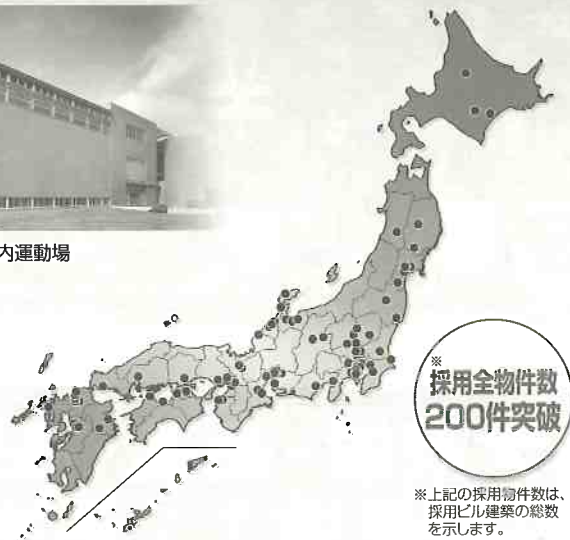 内運動場
※
採用全物件数
200件突破
※上記の採用物件数は、
採用ビル建築の総数
を示します。